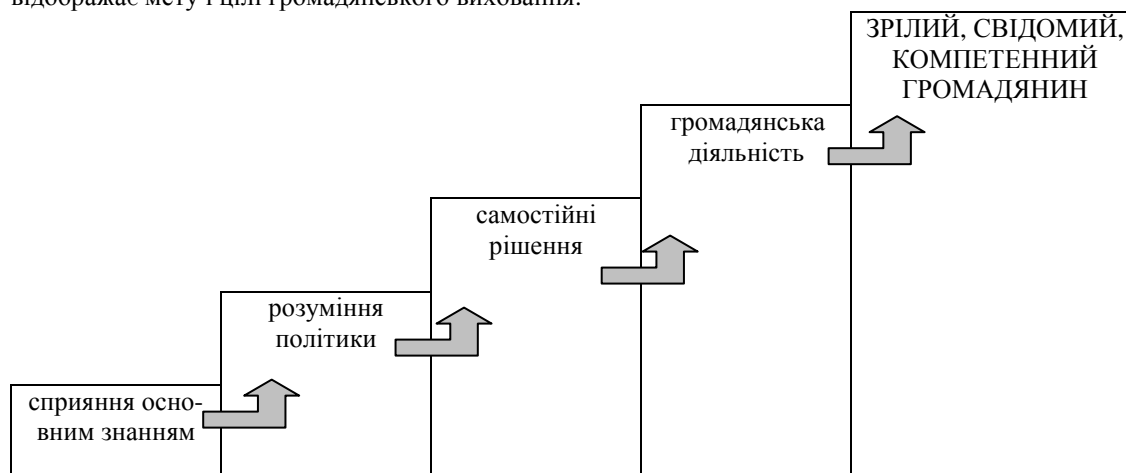 відображає мету і цілі громадянського виховання.
ЗРІЛИЙ, СВІДОМИЙ,
КОМПЕТЕННИЙ
ГРОМАДЯНИН
громадянська
діяльність
самостійні
рішення
розуміння
політики
сприяння осно-
вним знанням